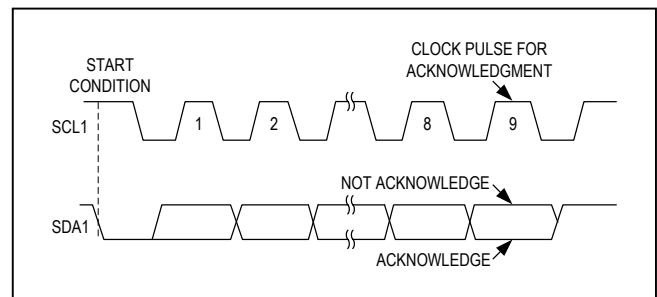 START
CONDITION
CLOCK PULSE FOR
ACKNOWLEDGMENT
SCL1
1
2
8
9
NOT ACKNOWLEDGE
SDA1
ACKNOWLEDGE